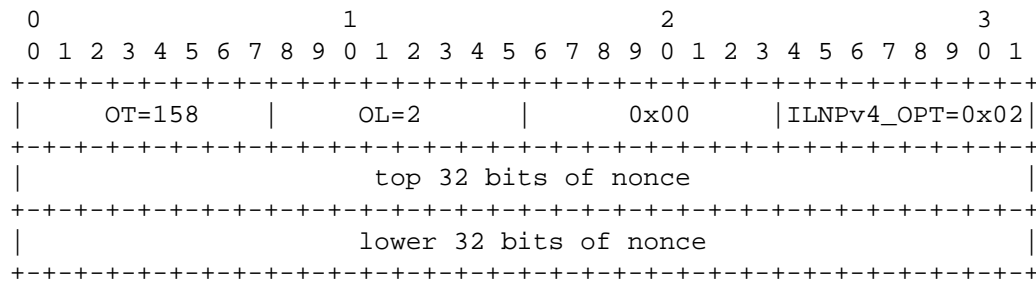 0                   1                   2                   3
 0 1 2 3 4 5 6 7 8 9 0 1 2 3 4 5 6 7 8 9 0 1 2 3 4 5 6 7 8 9 0 1
+-+-+-+-+-+-+-+-+-+-+-+-+-+-+-+-+-+-+-+-+-+-+-+-+-+-+-+-+-+-+-+-+
|     OT=158    |     OL=2      |      0x00     |ILNPv4_OPT=0x02|
+-+-+-+-+-+-+-+-+-+-+-+-+-+-+-+-+-+-+-+-+-+-+-+-+-+-+-+-+-+-+-+-+
|                      top 32 bits of nonce                     |
+-+-+-+-+-+-+-+-+-+-+-+-+-+-+-+-+-+-+-+-+-+-+-+-+-+-+-+-+-+-+-+-+
|                     lower 32 bits of nonce                    |
+-+-+-+-+-+-+-+-+-+-+-+-+-+-+-+-+-+-+-+-+-+-+-+-+-+-+-+-+-+-+-+-+